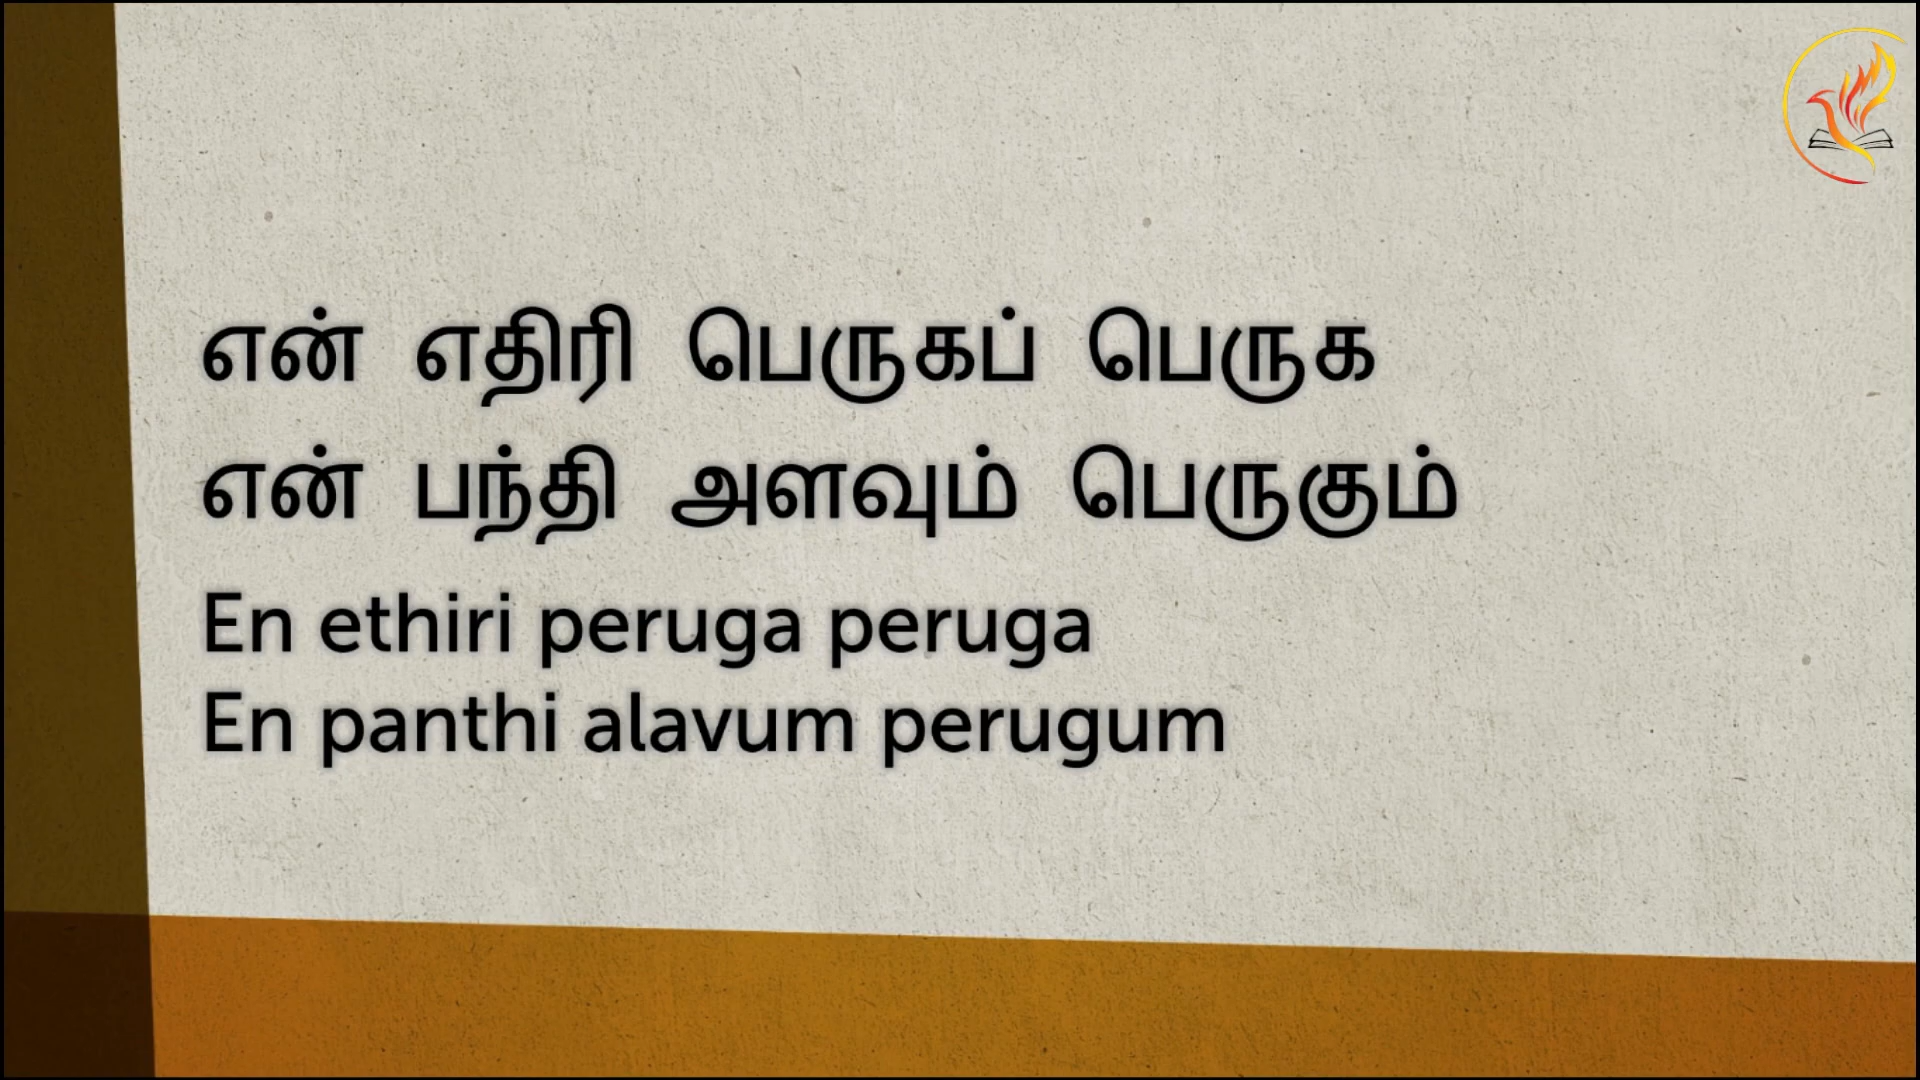 என் எதிரி பெருகப் பெருக
என் பந்தி அளவும் பெருகும்
En ethiri peruga peruga
En panthi alavum perugum